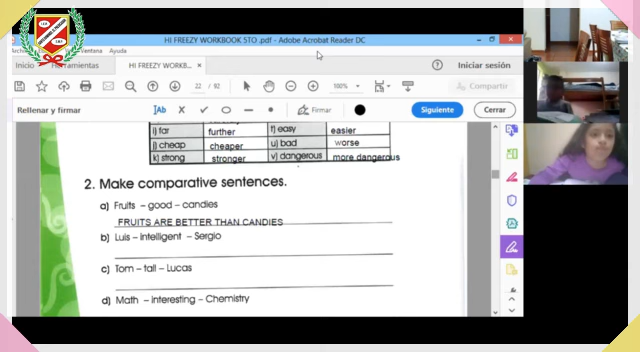 HI FREEZY WORKBOOK 5TO .pdf - Adobe Acrobat Reader DC
Ventana Ayuda
Inicio Herramientas HI FREEZY WORKB... × Iniciar sesión
22 / 92 100% Compartir
Rellenar y firmar Ab Firmar Siguiente Cerrar
i) far further t) easy easier
j) cheap cheaper u) bad worse
k) strong stronger v) dangerous more dangerous
2. Make comparative sentences.
a) Fruits – good – candies
FRUITS ARE BETTER THAN CANDIES
b) Luis – intelligent – Sergio
c) Tom – tall – Lucas
d) Math – interesting – Chemistry